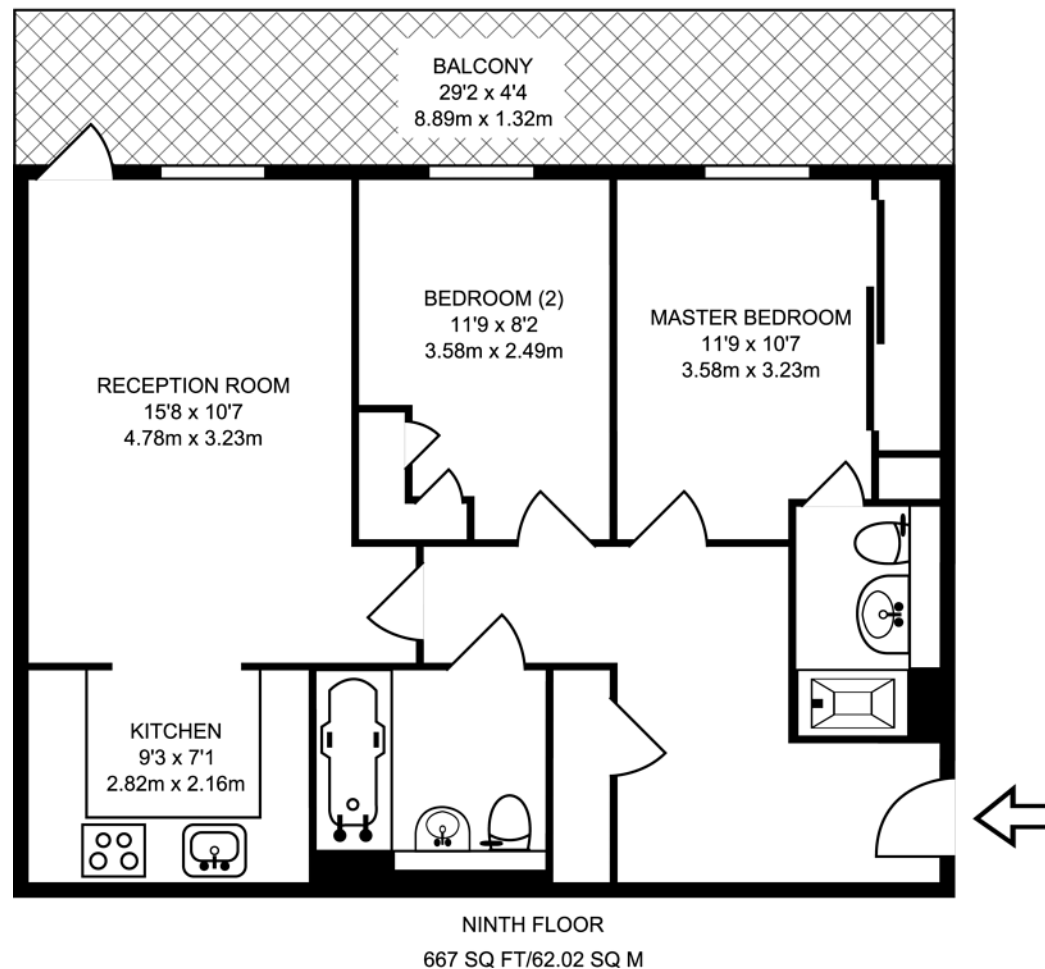 BALCONY
29'2 x 4'4
8.89m x 1.32m
BEDROOM (2)
11'9 x 8'2
3.58m x 2.49m
MASTER BEDROOM
11'9 x 10'7
3.58m x 3.23m
RECEPTION ROOM
15'8 x 10'7
4.78m x 3.23m
KITCHEN
9'3 x 7'1
2.82m x 2.16m
NINTH FLOOR
667 SQ FT/62.02 SQ M